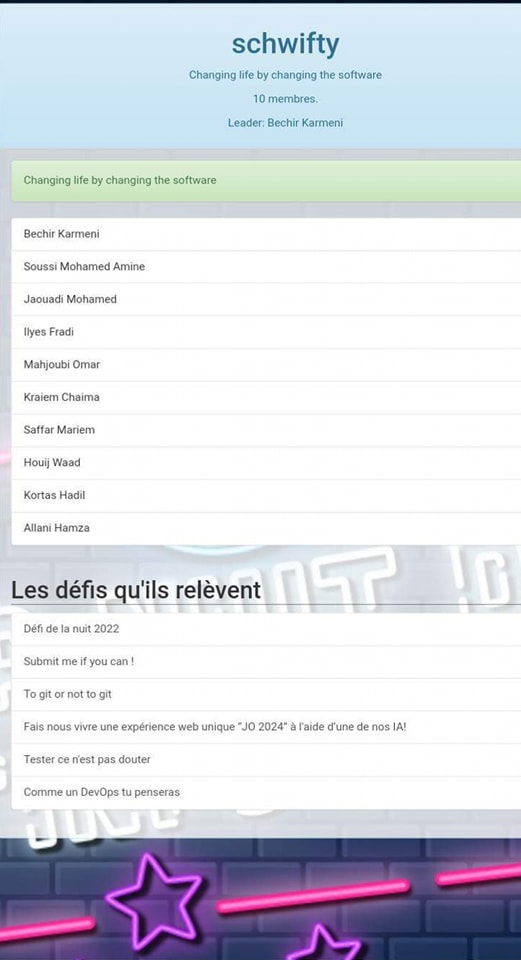 schwifty
Changing life by changing the software
10 membres.
Leader: Bechir Karmeni
Changing life by changing the software
Bechir Karmeni
Soussi Mohamed Amine
Jaouadi Mohamed
Ilyes Fradi
Mahjoubi Omar
Kraiem Chaima
Saffar Mariem
Houij Waad
Kortas Hadil
Allani Hamza
Les défis qu'ils relèvent
Défi de la nuit 2022
Submit me if you can !
To git or not to git
Fais nous vivre une expérience web unique "JO 2024" à l'aide d'une de nos IA!
Tester ce n'est pas douter
Comme un DevOps tu penseras